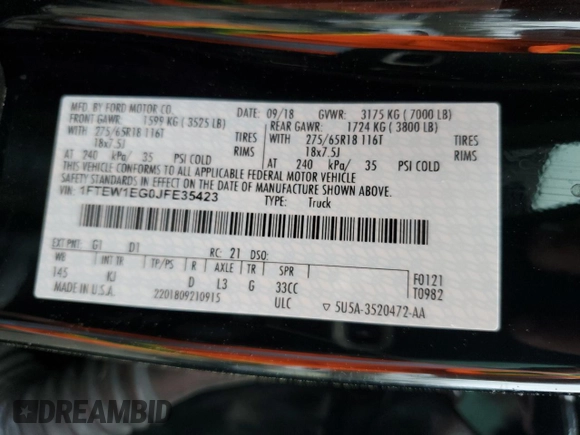 MFD. BY FORD MOTOR CO. DATE: 09/18 GVWR: 3175 KG ( 7000 LB)
FRONT GAWR: 1599 KG ( 3525 LB) REAR GAWR: 1724 KG ( 3800 LB)
WITH 275/65R18 116T TIRES WITH 275/65R18 116T TIRES
18x7.5J RIMS 18x7.5J RIMS
AT 240 kPa/ 35 PSI COLD AT 240 kPa/ 35 PSI COLD
THIS VEHICLE CONFORMS TO ALL APPLICABLE FEDERAL MOTOR VEHICLE
SAFETY STANDARDS IN EFFECT ON THE DATE OF MANUFACTURE SHOWN ABOVE.
VIN: 1FTEW1EG0JFE35423
TYPE: Truck
EXT PNT: G1 D1 RC: 21 DSO:
WB INT TR TP/PS R AXLE TR SPR
145 KJ D L3 G 33CC F0121
MADE IN U.S.A. ULC T0982
2201809210915 ▽ 5U5A-3S20472-AA
DREAMBID